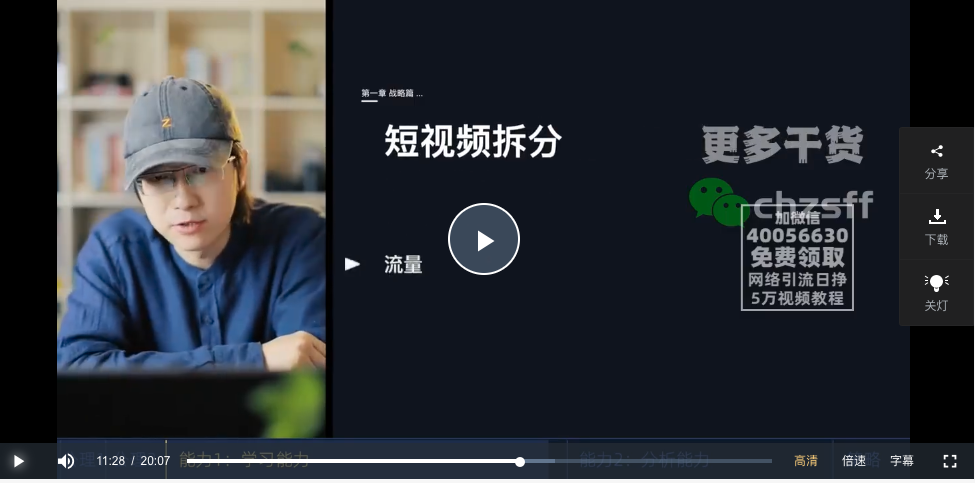 第一章 战略篇 ...
短视频拆分
流量
更多干货
chzsff
加微信
40056630
免费领取
网络引流日挣
5万视频教程
分享
下载
关灯
能力1：学习能力
能力2：分析能力
11:28 / 20:07
高清
倍速
字幕
Z